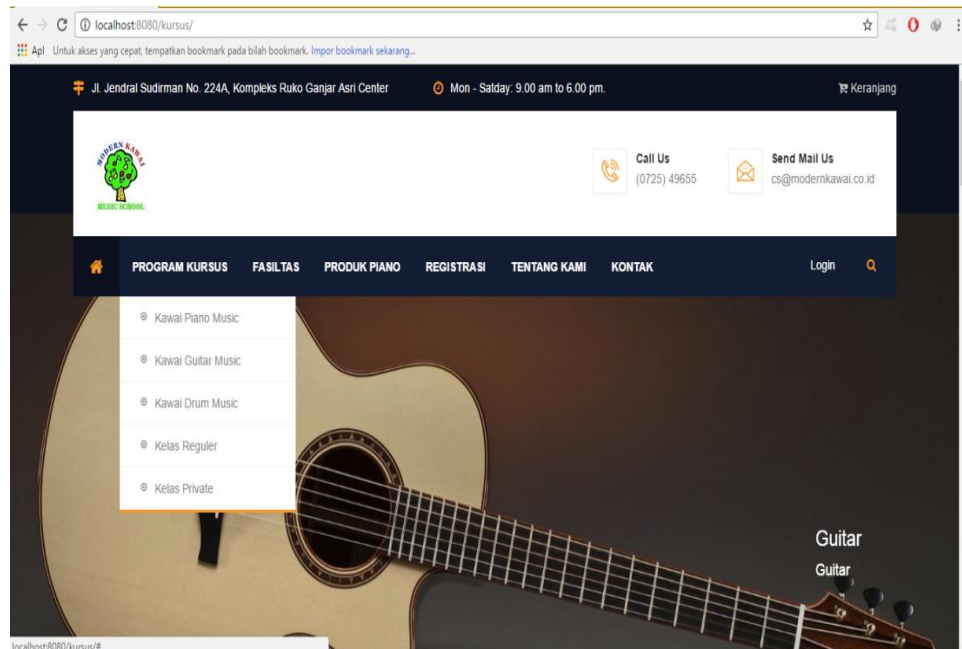 localhost:8080/kursus/
Apl Untuk akses yang cepat, tempatkan bookmark pada bilah bookmark. Impor bookmark sekarang...
Jl. Jendral Sudirman No. 224A, Kompleks Ruko Ganjar Asri Center Mon - Satday: 9.00 am to 6.00 pm. Keranjang
MODERN KAWAI
MUSIC SCHOOL
Call Us
(0725) 49655
Send Mail Us
cs@modernkawai.co.id
PROGRAM KURSUS FASILTAS PRODUK PIANO REGISTRASI TENTANG KAMI KONTAK Login
Kawai Piano Music
Kawai Guitar Music
Kawai Drum Music
Kelas Reguler
Kelas Private
Guitar
Guitar
localhost:8080/kursus/#